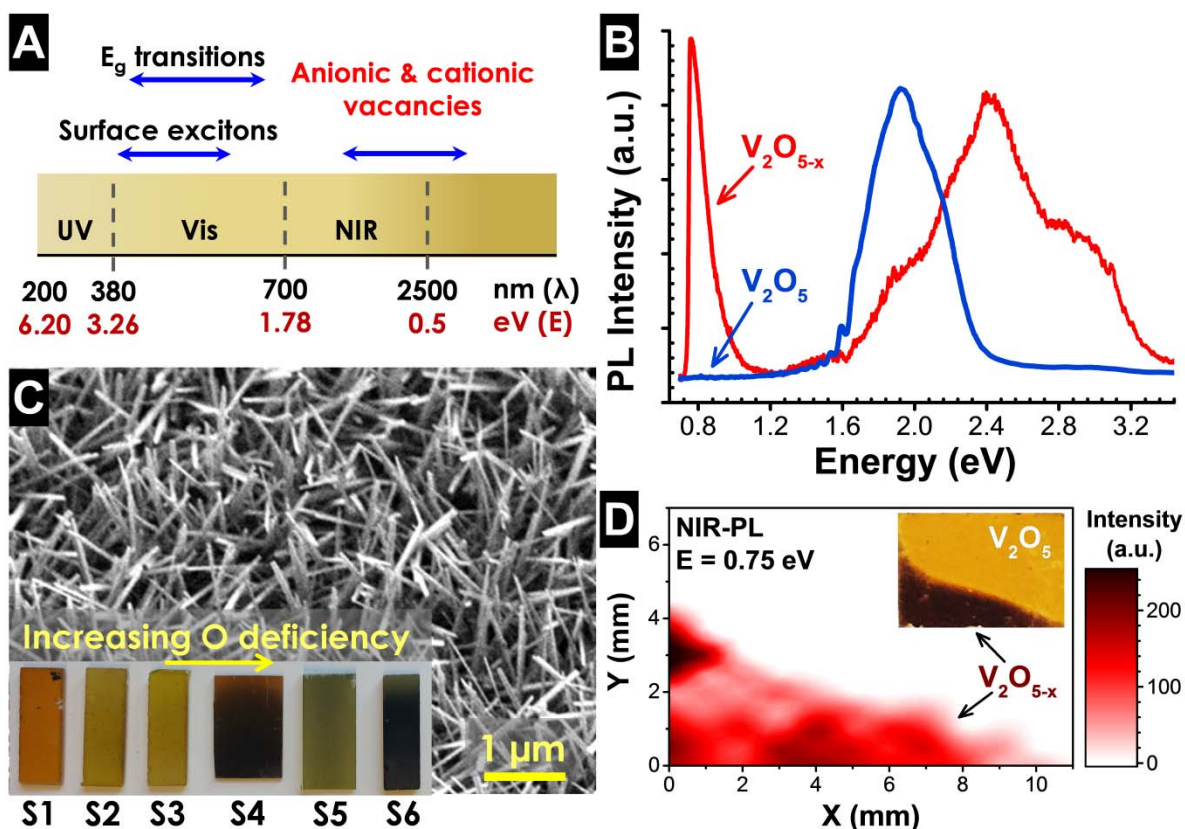 A
E_g transitions
Anionic & cationic
vacancies
Surface excitons
UV Vis NIR
200 380 700 2500 nm (λ)
6.20 3.26 1.78 0.5 eV (E)
B
PL Intensity (a.u.)
V₂O₅₋ₓ
V₂O₅
0.8 1.2 1.6 2.0 2.4 2.8 3.2
Energy (eV)
C
Increasing O deficiency
1 µm
S1 S2 S3 S4 S5 S6
D
NIR-PL
E = 0.75 eV
V₂O₅
V₂O₅₋ₓ
Y (mm)
6
4
2
0
0 2 4 6 8 10
X (mm)
Intensity
(a.u.)
200
100
0